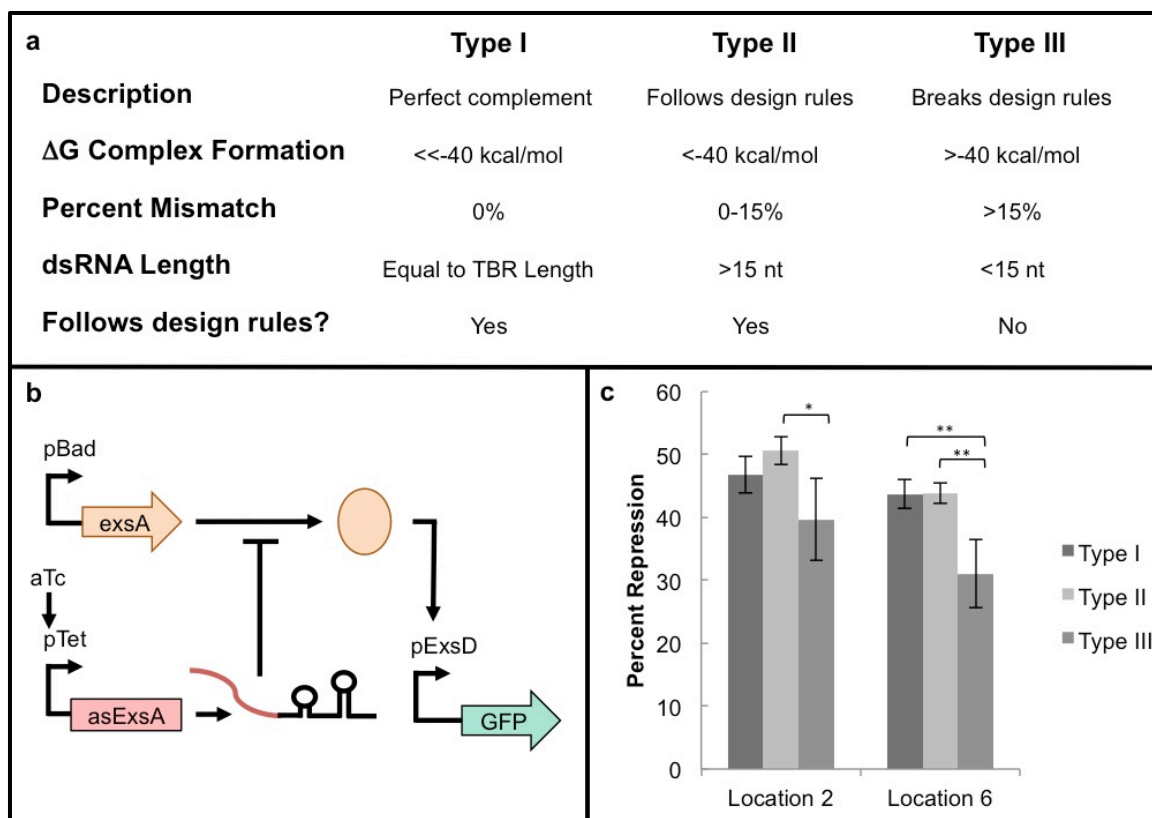 a
Type I Type II Type III
Description Perfect complement Follows design rules Breaks design rules
ΔG Complex Formation <<-40 kcal/mol <-40 kcal/mol >-40 kcal/mol
Percent Mismatch 0% 0-15% >15%
dsRNA Length Equal to TBR Length >15 nt <15 nt
Follows design rules? Yes Yes No
b
pBad
exsA
aTc
pTet
asExsA
pExsD
GFP
c
Percent Repression
60
50
40
30
20
10
0
*
**
**
Location 2 Location 6
Type I
Type II
Type III